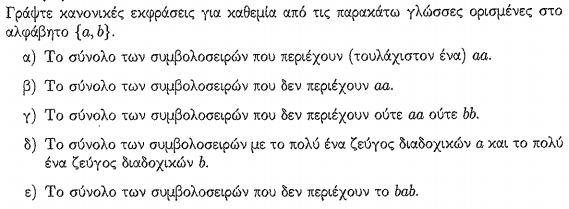 Γράψτε κανονικές εκφράσεις για καθεμία από τις παρακάτω γλώσσες ορισμένες στο
αλφάβητο {a, b}.
α) Το σύνολο των συμβολοσειρών που περιέχουν (τουλάχιστον ένα) aa.
β) Το σύνολο των συμβολοσειρών που δεν περιέχουν aa.
γ) Το σύνολο των συμβολοσειρών που δεν περιέχουν ούτε aa ούτε bb.
δ) Το σύνολο των συμβολοσειρών με το πολύ ένα ζεύγος διαδοχικών a και το πολύ
ένα ζεύγος διαδοχικών b.
ε) Το σύνολο των συμβολοσειρών που δεν περιέχουν το bab.